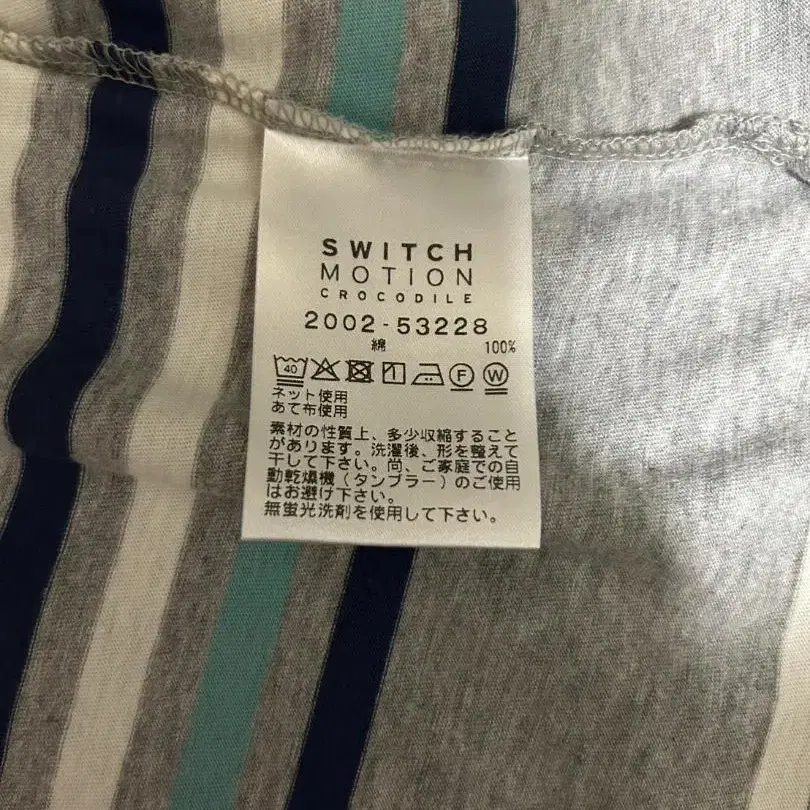 SWITCH
MOTION
CROCODILE
2002-53228
綿 100%
40 F W
ネット使用
あて布使用
素材の性質上、多少収縮すること
があります。洗濯後、形を整えて
干して下さい。尚、ご家庭での自
動乾燥機（タンブラー）のご使用
はお避け下さい。
無蛍光洗剤を使用して下さい。